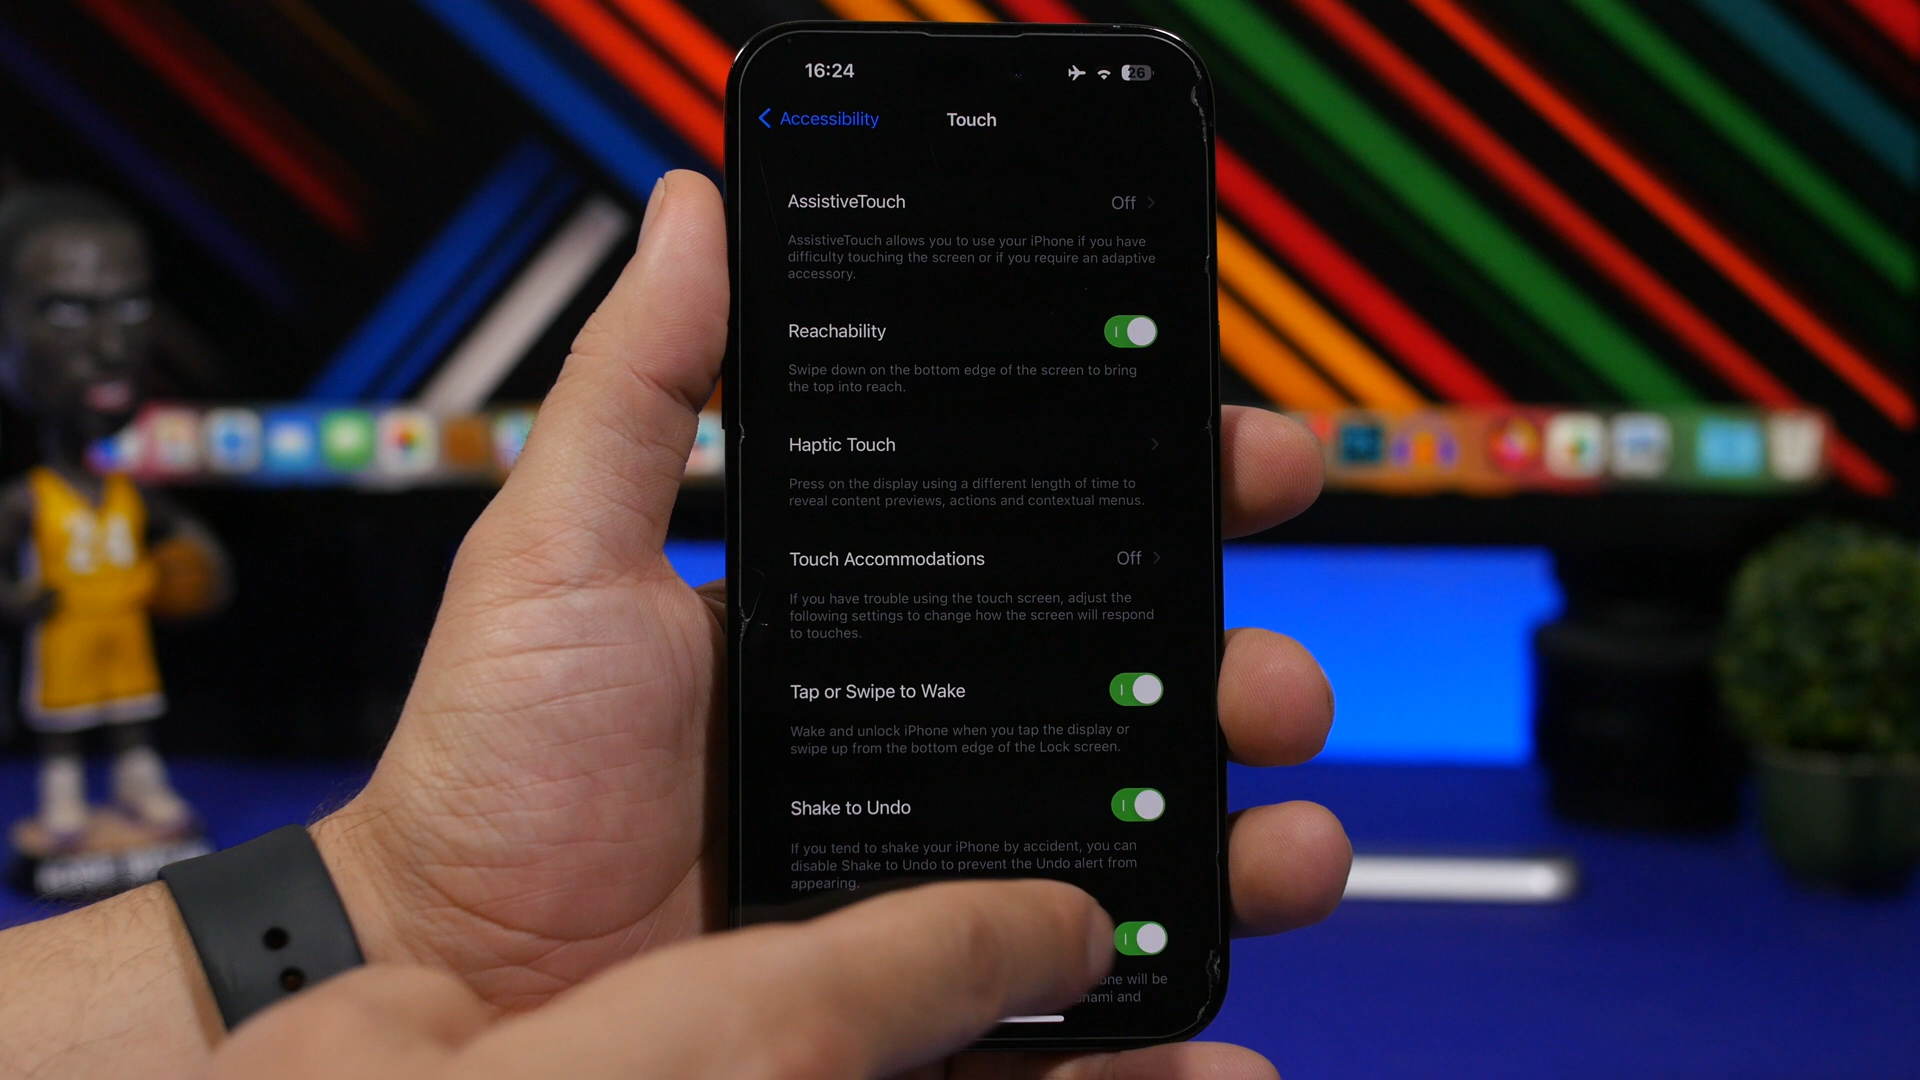 16:24
26
Accessibility
Touch
AssistiveTouch
Off
AssistiveTouch allows you to use your iPhone if you have
difficulty touching the screen or if you require an adaptive
accessory.
Reachability
Swipe down on the bottom edge of the screen to bring
the top into reach.
Haptic Touch
Press on the display using a different length of time to
reveal content previews, actions and contextual menus.
Touch Accommodations
Off
If you have trouble using the touch screen, adjust the
following settings to change how the screen will respond
to touches.
Tap or Swipe to Wake
Wake and unlock iPhone when you tap the display or
swipe up from the bottom edge of the Lock screen.
Shake to Undo
If you tend to shake your iPhone by accident, you can
disable Shake to Undo to prevent the Undo alert from
appearing.
will be
and
24